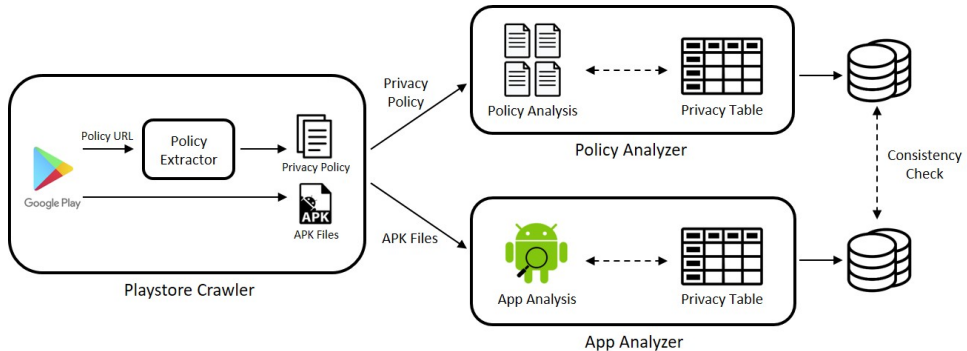 Policy URL
Policy
Extractor
Privacy Policy
Google Play
APK
APK Files
Playstore Crawler
Privacy
Policy
APK Files
Policy Analysis
Privacy Table
Policy Analyzer
App Analysis
Privacy Table
App Analyzer
Consistency
Check